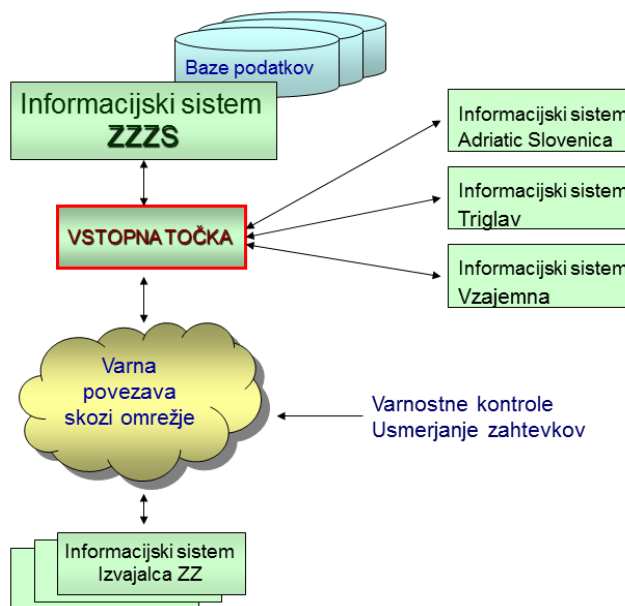 Baze podatkov
Informacijski sistem
ZZZS
Informacijski sistem
Adriatic Slovenica
VSTOPNA TOČKA
Informacijski sistem
Triglav
Informacijski sistem
Vzajemna
Varna
povezava
skozi omrežje
Varnostne kontrole
Usmerjanje zahtevkov
Informacijski sistem
Izvajalca ZZ